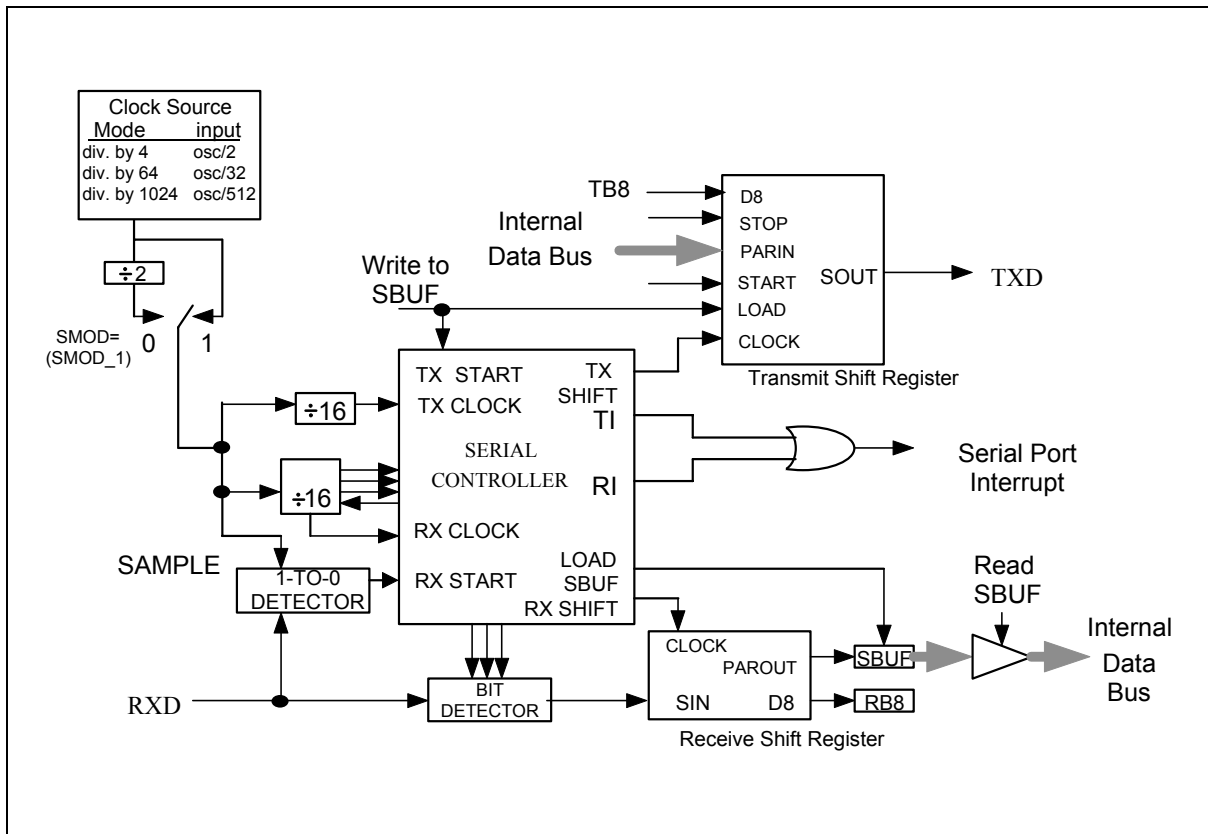 Clock Source
Mode input
div. by 4 osc/2
div. by 64 osc/32
div. by 1024 osc/512
÷2
SMOD=
(SMOD_1)
0 1
TB8
Internal
Data Bus
Write to
SBUF
D8
STOP
PARIN
START
LOAD
CLOCK
SOUT
TXD
Transmit Shift Register
÷16
÷16
TX START
TX CLOCK
SERIAL
CONTROLLER
RX CLOCK
RX START
TX
SHIFT
TI
RI
LOAD
SBUF
RX SHIFT
Serial Port
Interrupt
SAMPLE
1-TO-0
DETECTOR
RXD
BIT
DETECTOR
CLOCK
PAROUT
SIN D8
Receive Shift Register
SBUF
RB8
Read
SBUF
Internal
Data
Bus